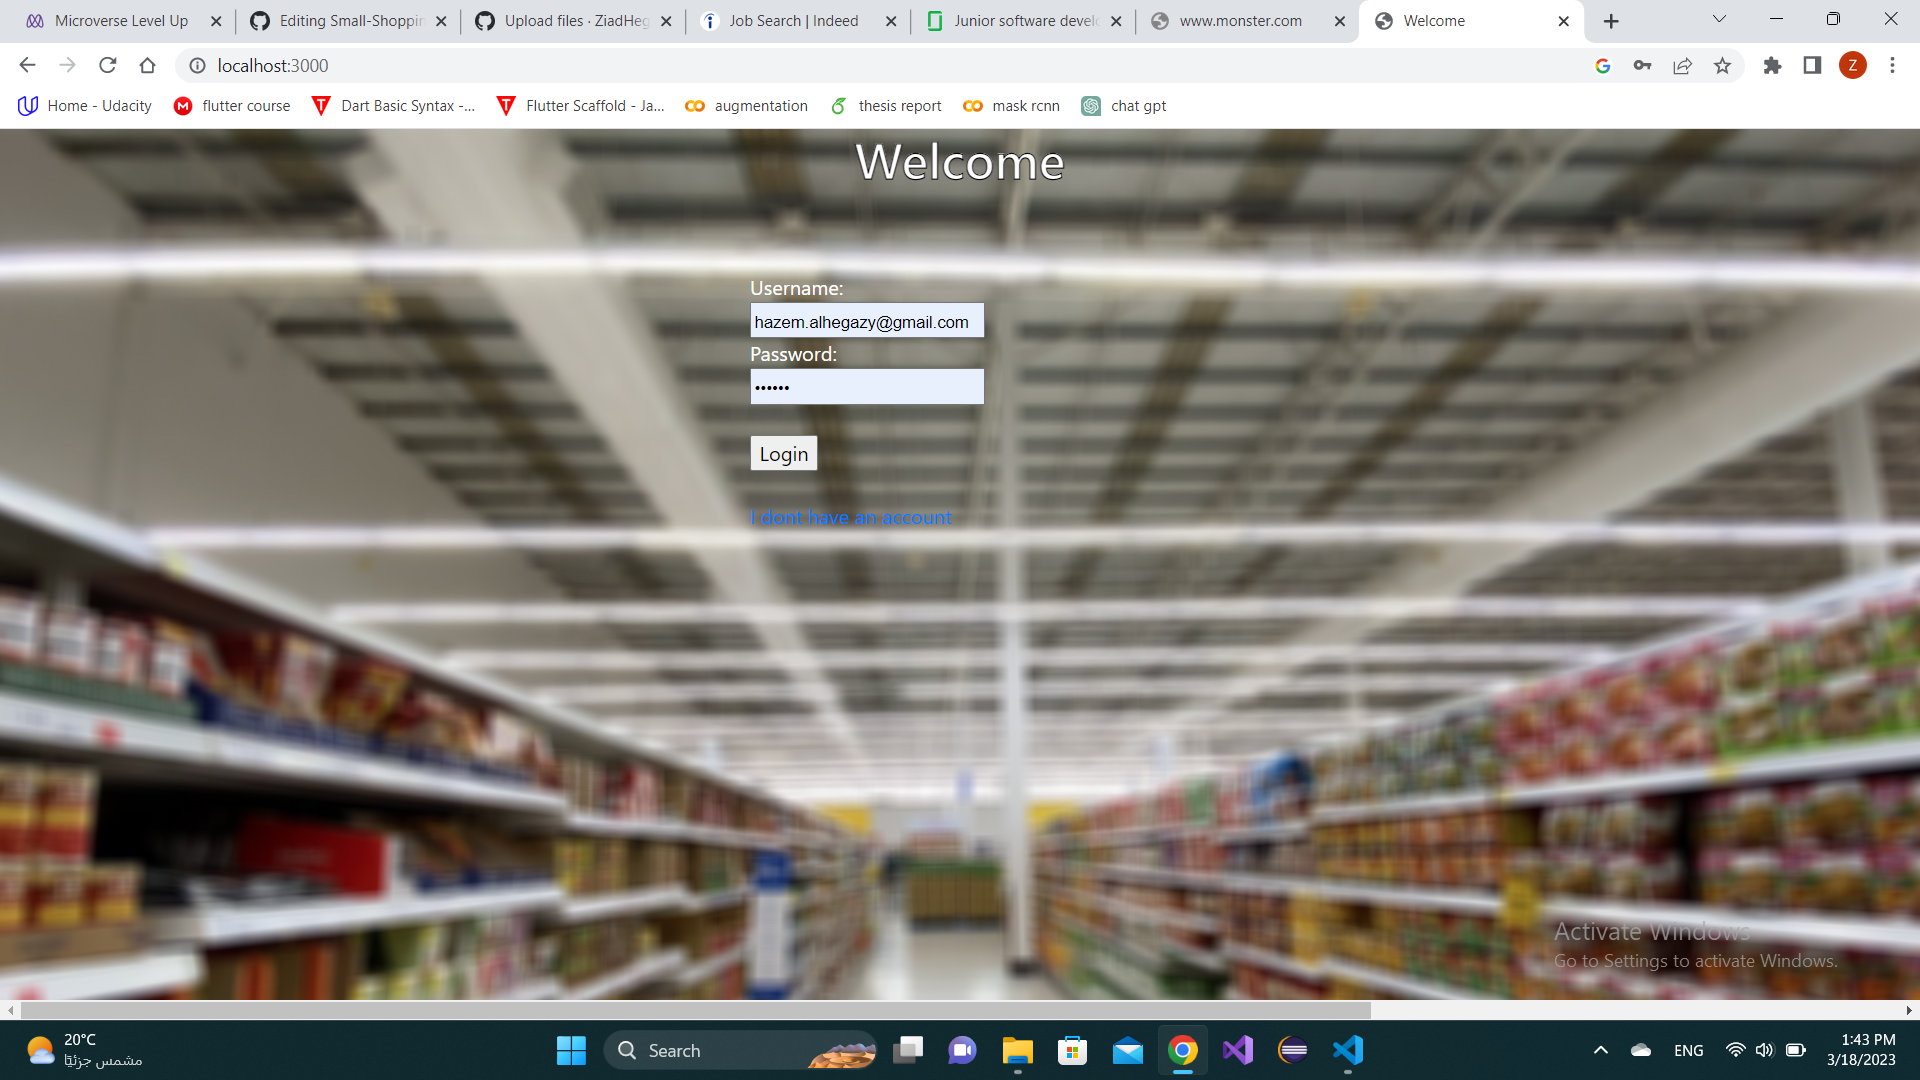 Microverse Level Up
Editing Small-Shoppin
Upload files · ZiadHeg
Job Search | Indeed
Junior software develo
www.monster.com
Welcome
localhost:3000
Z
Home - Udacity
flutter course
Dart Basic Syntax -...
Flutter Scaffold - Ja...
augmentation
thesis report
mask rcnn
chat gpt
Welcome
Username:
hazem.alhegazy@gmail.com
Password:
••••••
Login
I dont have an account
Activate Windows
Go to Settings to activate Windows.
20°C
مشمس جزئيًا
Search
ENG
1:43 PM
3/18/2023